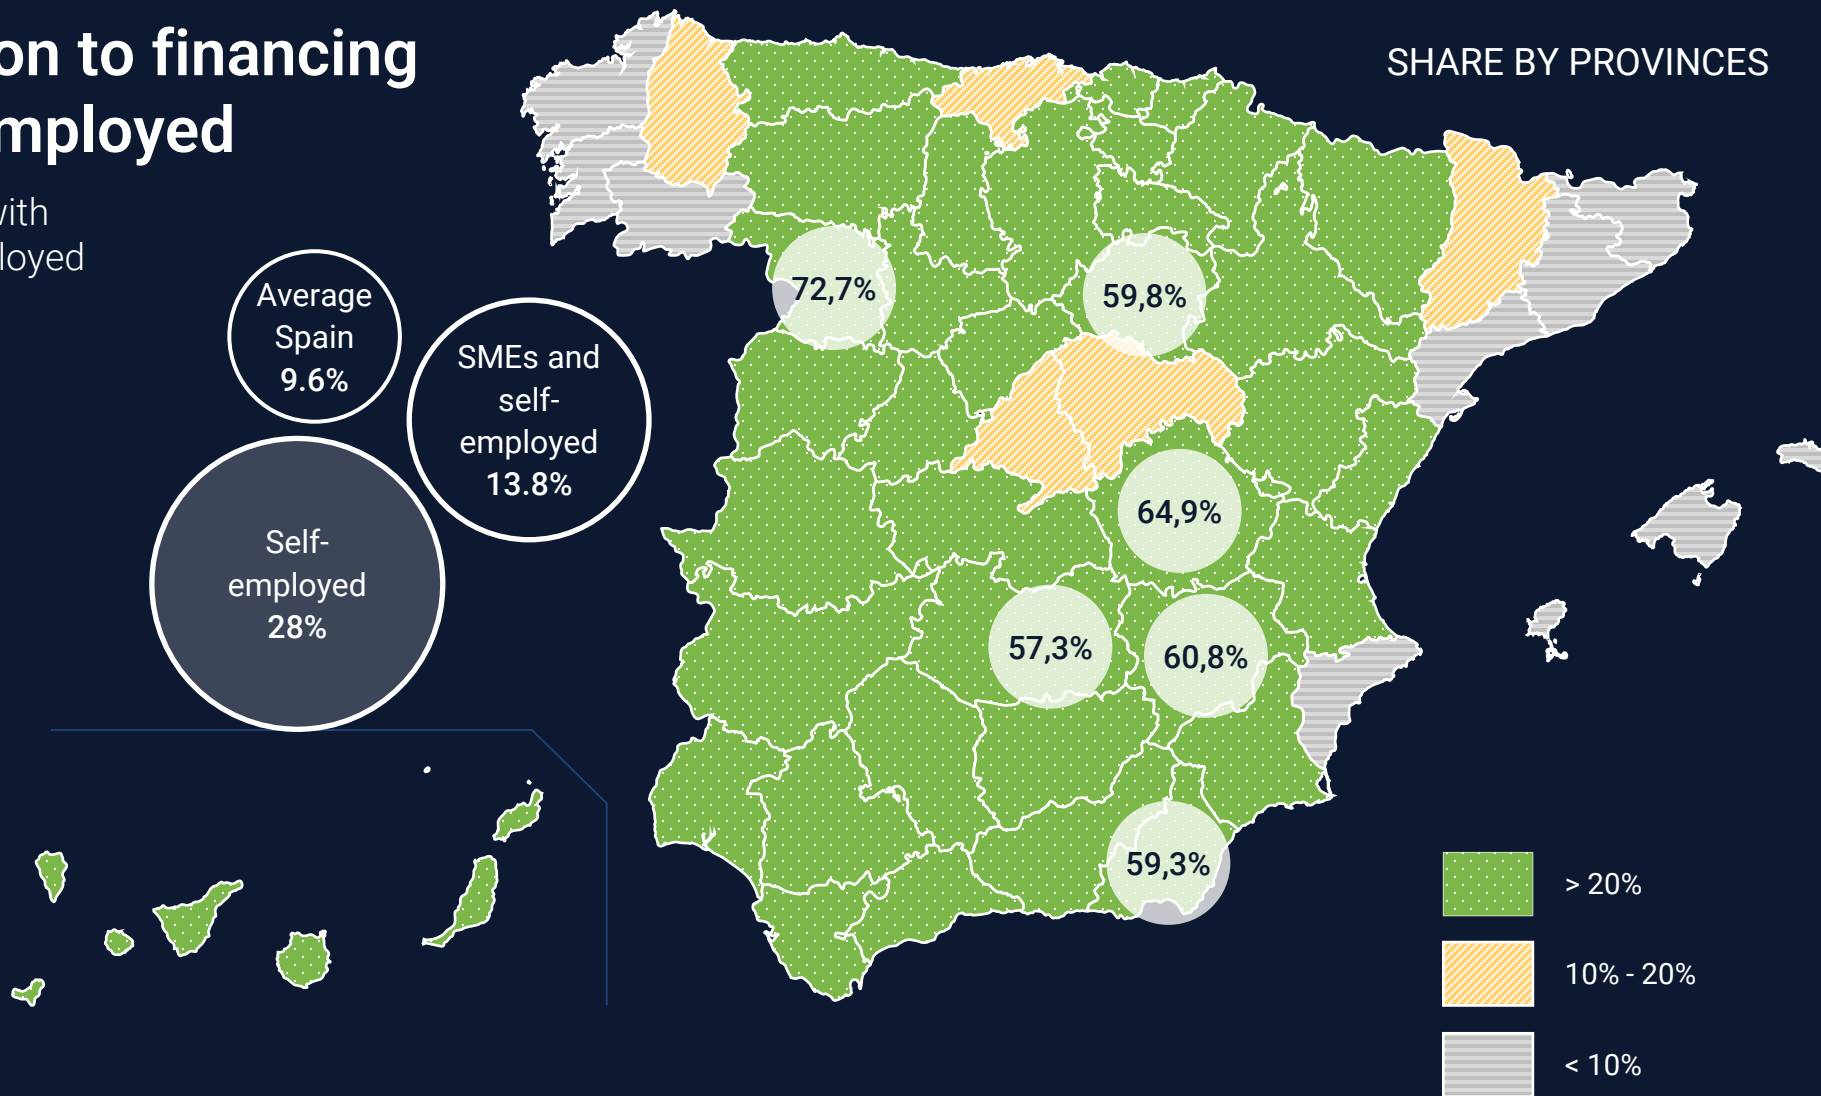 on to financing
mployed
with
loyed
SHARE BY PROVINCES
Average
Spain
9.6%
SMEs and
self-
employed
13.8%
Self-
employed
28%
72,7%
59,8%
64,9%
57,3%
60,8%
59,3%
> 20%
10% - 20%
< 10%